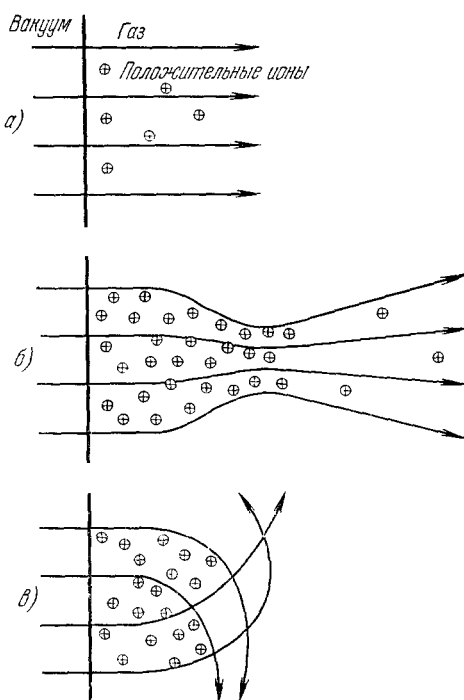 Вакуум
Газ
Положительные ионы
а)
б)
в)